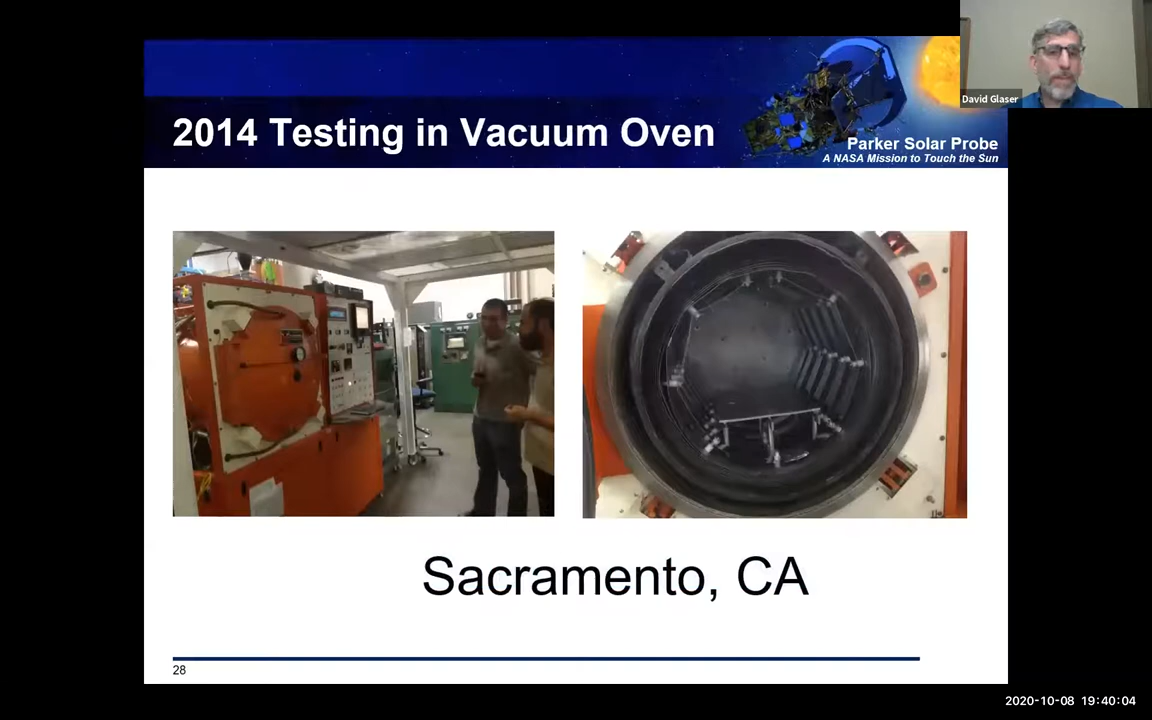 2014 Testing in Vacuum Oven
David Glaser
Parker Solar Probe
A NASA Mission to Touch the Sun
Sacramento, CA
28
2020-10-08 19:40:04